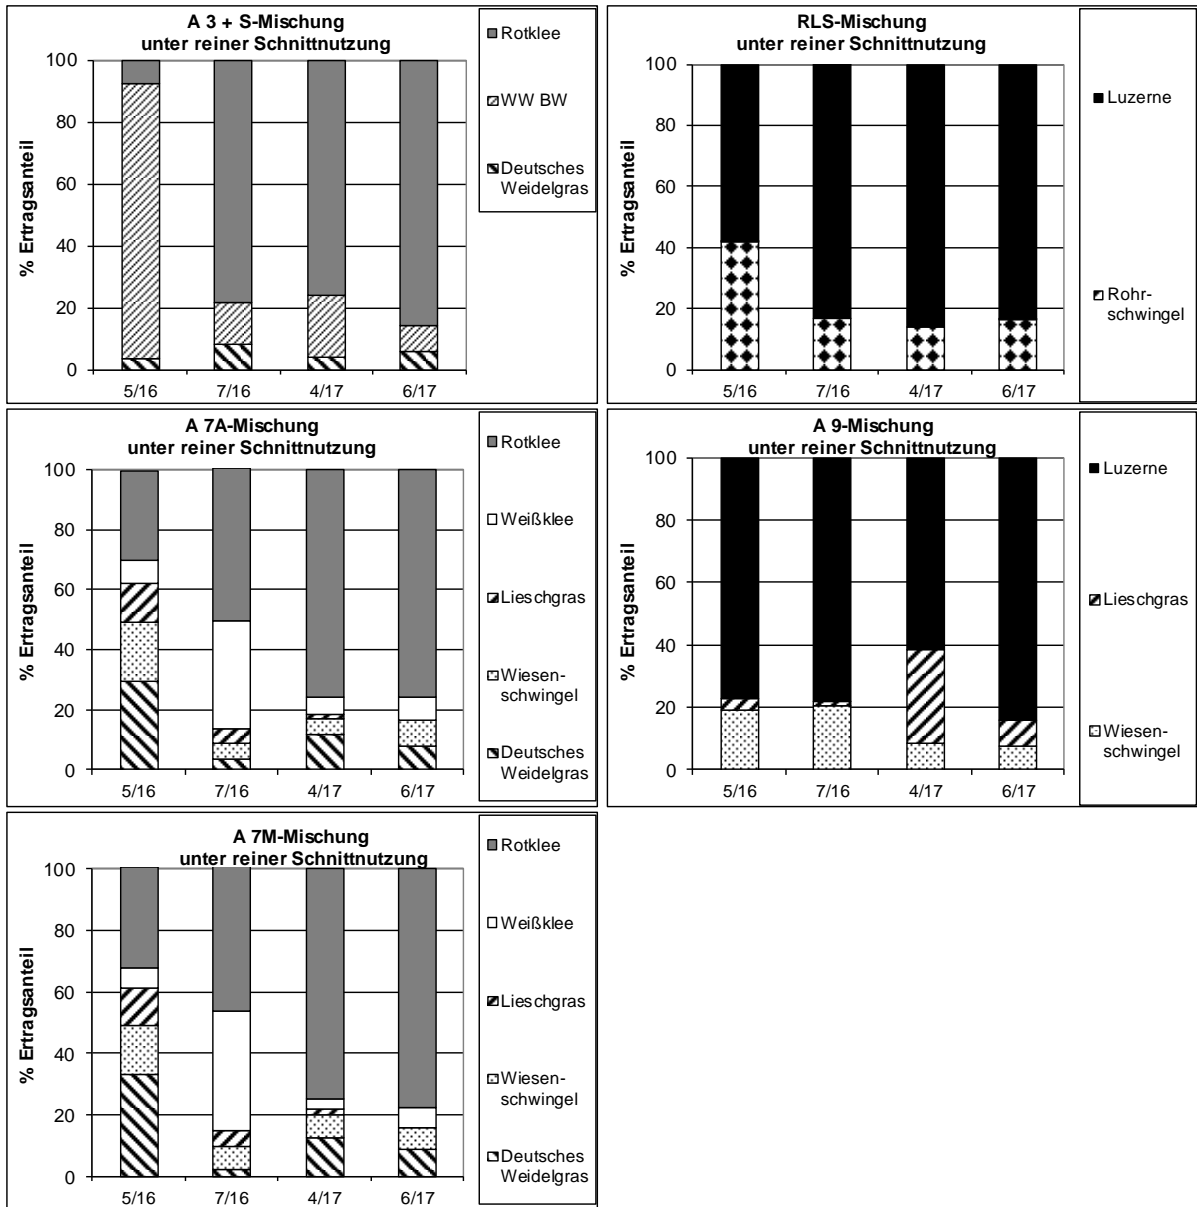 A 3 + S-Mischung
unter reiner Schnittnutzung
% Ertragsanteil
100
80
60
40
20
0
5/16
7/16
4/17
6/17
Rotklee
WW BW
Deutsches
Weidelgras
RLS-Mischung
unter reiner Schnittnutzung
% Ertragsanteil
100
80
60
40
20
0
5/16
7/16
4/17
6/17
Luzerne
Rohr-
schwingel
A 7A-Mischung
unter reiner Schnittnutzung
% Ertragsanteil
100
80
60
40
20
0
5/16
7/16
4/17
6/17
Rotklee
Weißklee
Lieschgras
Wiesen-
schwingel
Deutsches
Weidelgras
A 9-Mischung
unter reiner Schnittnutzung
% Ertragsanteil
100
80
60
40
20
0
5/16
7/16
4/17
6/17
Luzerne
Lieschgras
Wiesen-
schwingel
A 7M-Mischung
unter reiner Schnittnutzung
% Ertragsanteil
100
80
60
40
20
0
5/16
7/16
4/17
6/17
Rotklee
Weißklee
Lieschgras
Wiesen-
schwingel
Deutsches
Weidelgras